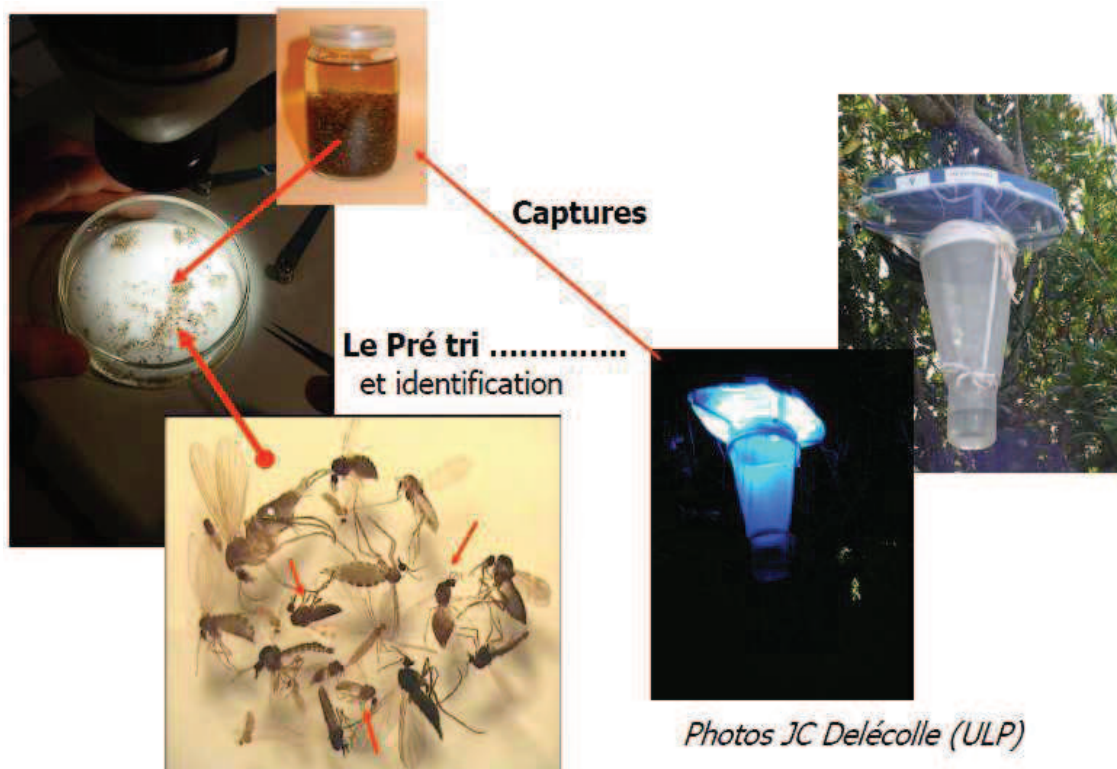 Captures
Le Pré tri ..............
et identification
Photos JC Delécolle (ULP)